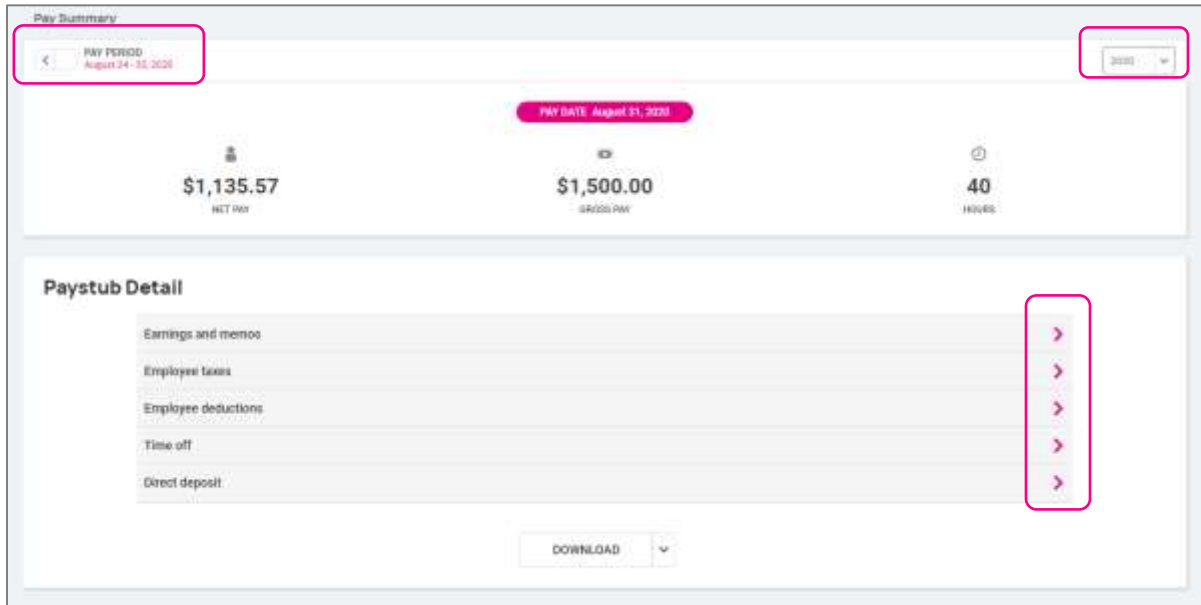 Pay Summary
PAY PERIOD
August 24 - 2020
2020
PAY DATE August 31, 2020
$1,135.57
$1,500.00
40
NET PAY
GROSS PAY
HOURS
Paystub Detail
Earnings and memos
Employee taxes
Employee deductions
Time off
Direct deposit
DOWNLOAD